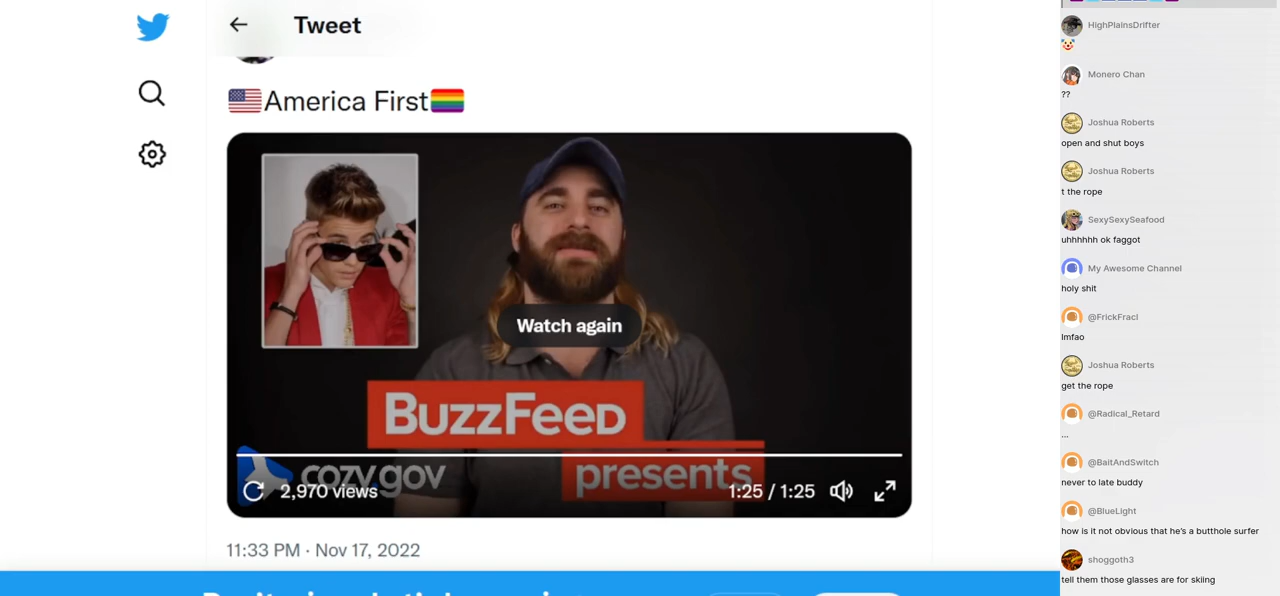 Tweet
America First
Watch again
BuzzFeed
presents
cozy.gov
2,970 views
1:25 / 1:25
11:33 PM · Nov 17, 2022
HighPlainsDrifter
🤡
Monero Chan
??
Joshua Roberts
open and shut boys
Joshua Roberts
t the rope
SexySexySeafood
uhhhhhh ok faggot
My Awesome Channel
holy shit
@FrickFracl
lmfao
Joshua Roberts
get the rope
@Radical_Retard
...
@BaitAndSwitch
never to late buddy
@BlueLight
how is it not obvious that he's a butthole surfer
shoggoth3
tell them those glasses are for skiing